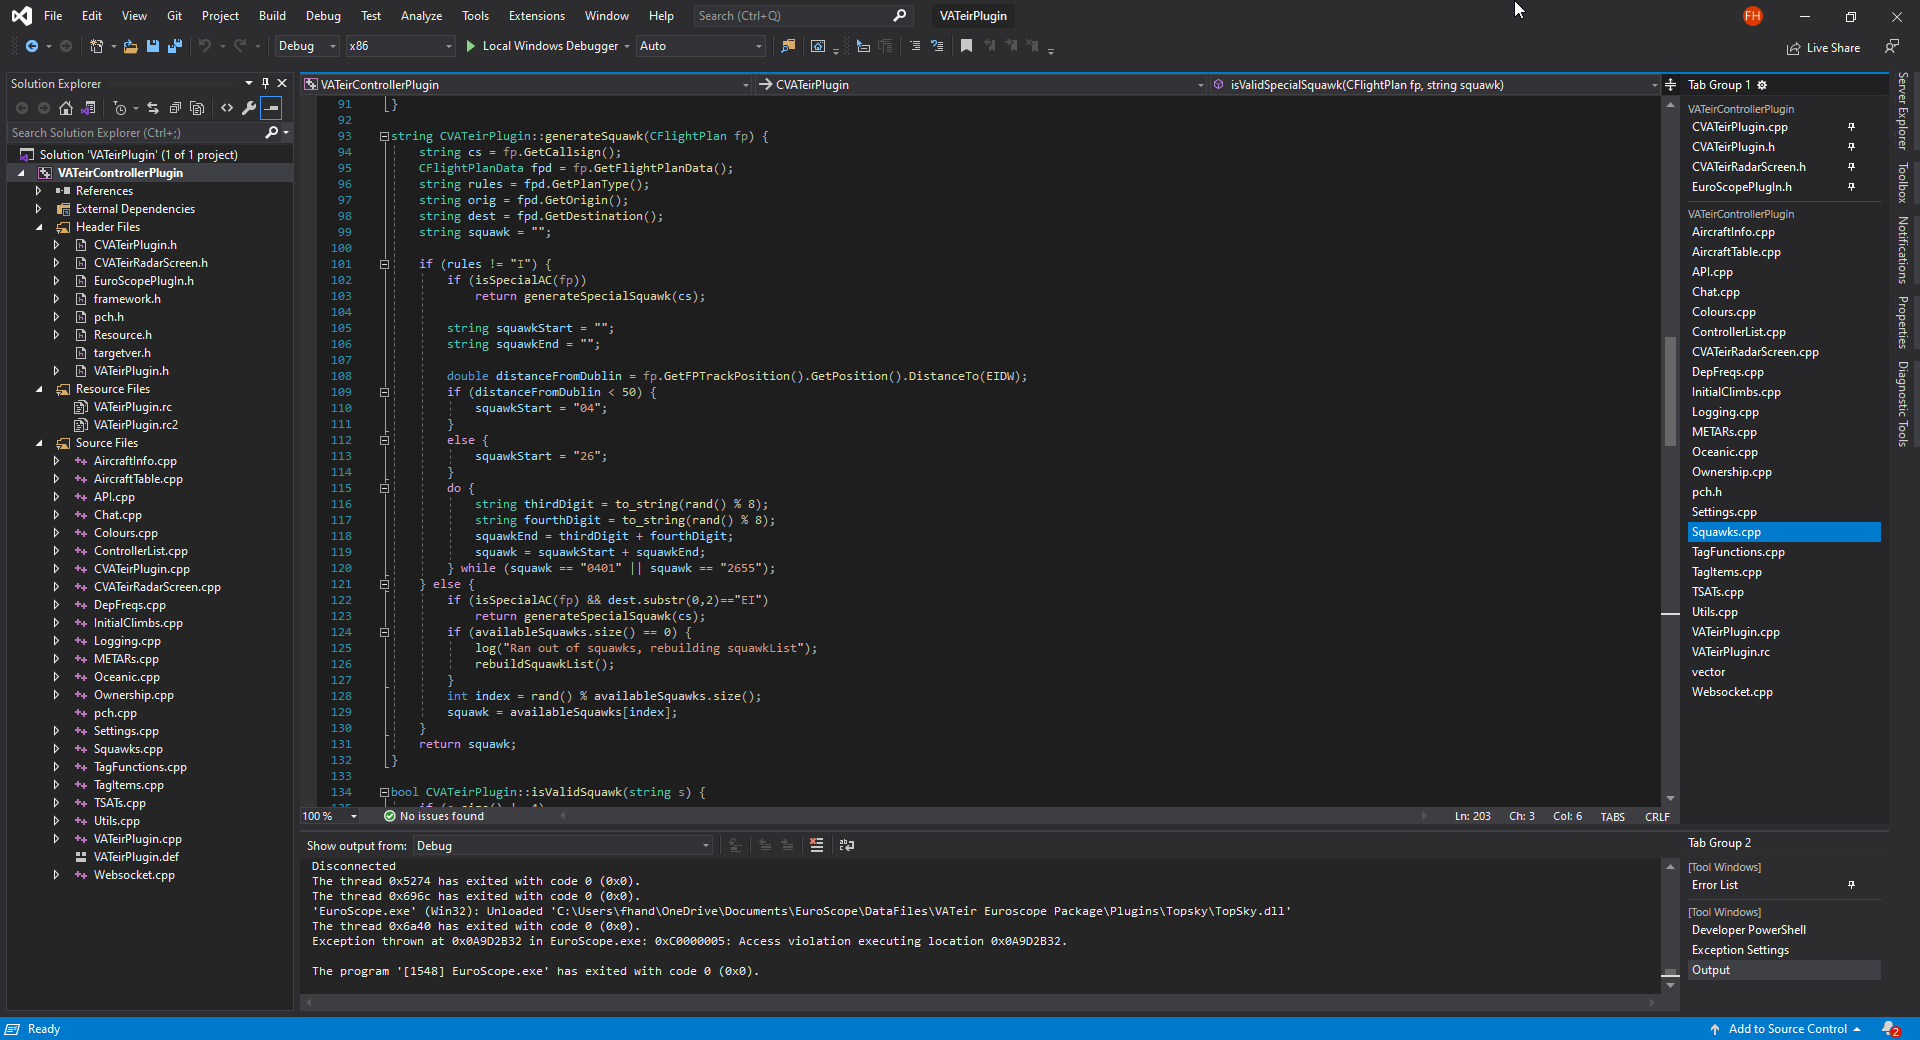 File Edit View Git Project Build Debug Test Analyze Tools Extensions Window Help Search (Ctrl+Q) VATeirPlugin FH
Debug x86 Local Windows Debugger Auto Live Share
Solution Explorer
Search Solution Explorer (Ctrl+;)
Solution 'VATeirPlugin' (1 of 1 project)
VATeirControllerPlugin
References
External Dependencies
Header Files
CVATeirPlugin.h
CVATeirRadarScreen.h
EuroScopePlugIn.h
framework.h
pch.h
Resource.h
targetver.h
VATeirPlugin.h
Resource Files
VATeirPlugin.rc
VATeirPlugin.rc2
Source Files
AircraftInfo.cpp
AircraftTable.cpp
API.cpp
Chat.cpp
Colours.cpp
ControllerList.cpp
CVATeirPlugin.cpp
CVATeirRadarScreen.cpp
DepFreqs.cpp
InitialClimbs.cpp
Logging.cpp
METARs.cpp
Oceanic.cpp
Ownership.cpp
pch.cpp
Settings.cpp
Squawks.cpp
TagFunctions.cpp
TagItems.cpp
TSATs.cpp
Utils.cpp
VATeirPlugin.cpp
VATeirPlugin.def
Websocket.cpp
VATeirControllerPlugin CVATeirPlugin isValidSpecialSquawk(CFlightPlan fp, string squawk)
91 }
92
93 string CVATeirPlugin::generateSquawk(CFlightPlan fp) {
94 string cs = fp.GetCallsign();
95 CFlightPlanData fpd = fp.GetFlightPlanData();
96 string rules = fpd.GetPlanType();
97 string orig = fpd.GetOrigin();
98 string dest = fpd.GetDestination();
99 string squawk = "";
100
101 if (rules != "I") {
102 if (isSpecialAC(fp))
103 return generateSpecialSquawk(cs);
104
105 string squawkStart = "";
106 string squawkEnd = "";
107
108 double distanceFromDublin = fp.GetFPTrackPosition().GetPosition().DistanceTo(EIDW);
109 if (distanceFromDublin < 50) {
110 squawkStart = "04";
111 }
112 else {
113 squawkStart = "26";
114 }
115 do {
116 string thirdDigit = to_string(rand() % 8);
117 string fourthDigit = to_string(rand() % 8);
118 squawkEnd = thirdDigit + fourthDigit;
119 squawk = squawkStart + squawkEnd;
120 } while (squawk == "0401" || squawk == "2655");
121 } else {
122 if (isSpecialAC(fp) && dest.substr(0,2)=="EI")
123 return generateSpecialSquawk(cs);
124 if (availableSquawks.size() == 0) {
125 log("Ran out of squawks, rebuilding squawkList");
126 rebuildSquawkList();
127 }
128 int index = rand() % availableSquawks.size();
129 squawk = availableSquawks[index];
130 }
131 return squawk;
132 }
133
134 bool CVATeirPlugin::isValidSquawk(string s) {
100 % No issues found Ln: 203 Ch: 3 Col: 6 TABS CRLF
Show output from: Debug
Disconnected
The thread 0x5274 has exited with code 0 (0x0).
The thread 0x696c has exited with code 0 (0x0).
'EuroScope.exe' (Win32): Unloaded 'C:\Users\fhand\OneDrive\Documents\EuroScope\DataFiles\VATeir Euroscope Package\Plugins\Topsky\TopSky.dll'
The thread 0x6a40 has exited with code 0 (0x0).
Exception thrown at 0x0A9D2B32 in EuroScope.exe: 0xC0000005: Access violation executing location 0x0A9D2B32.
The program '[1548] EuroScope.exe' has exited with code 0 (0x0).
Tab Group 1
VATeirControllerPlugin
CVATeirPlugin.cpp
CVATeirPlugin.h
CVATeirRadarScreen.h
EuroScopePlugIn.h
VATeirControllerPlugin
AircraftInfo.cpp
AircraftTable.cpp
API.cpp
Chat.cpp
Colours.cpp
ControllerList.cpp
CVATeirRadarScreen.cpp
DepFreqs.cpp
InitialClimbs.cpp
Logging.cpp
METARs.cpp
Oceanic.cpp
Ownership.cpp
pch.h
Settings.cpp
Squawks.cpp
TagFunctions.cpp
TagItems.cpp
TSATs.cpp
Utils.cpp
VATeirPlugin.cpp
VATeirPlugin.rc
vector
Websocket.cpp
Tab Group 2
[Tool Windows]
Error List
[Tool Windows]
Developer PowerShell
Exception Settings
Output
Server Explorer
Toolbox
Notifications
Properties
Diagnostic Tools
Ready Add to Source Control 2